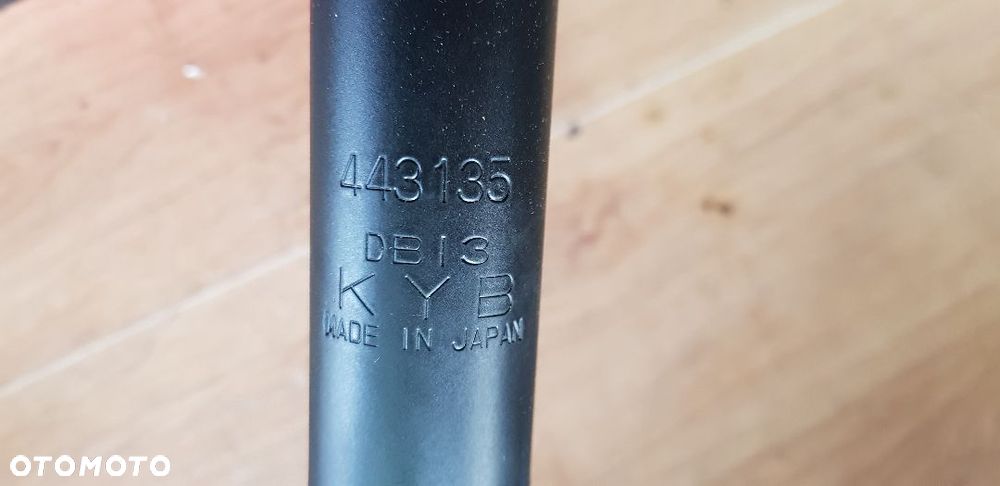 443135
DB13
KYB
MADE IN JAPAN
OTOMOTO